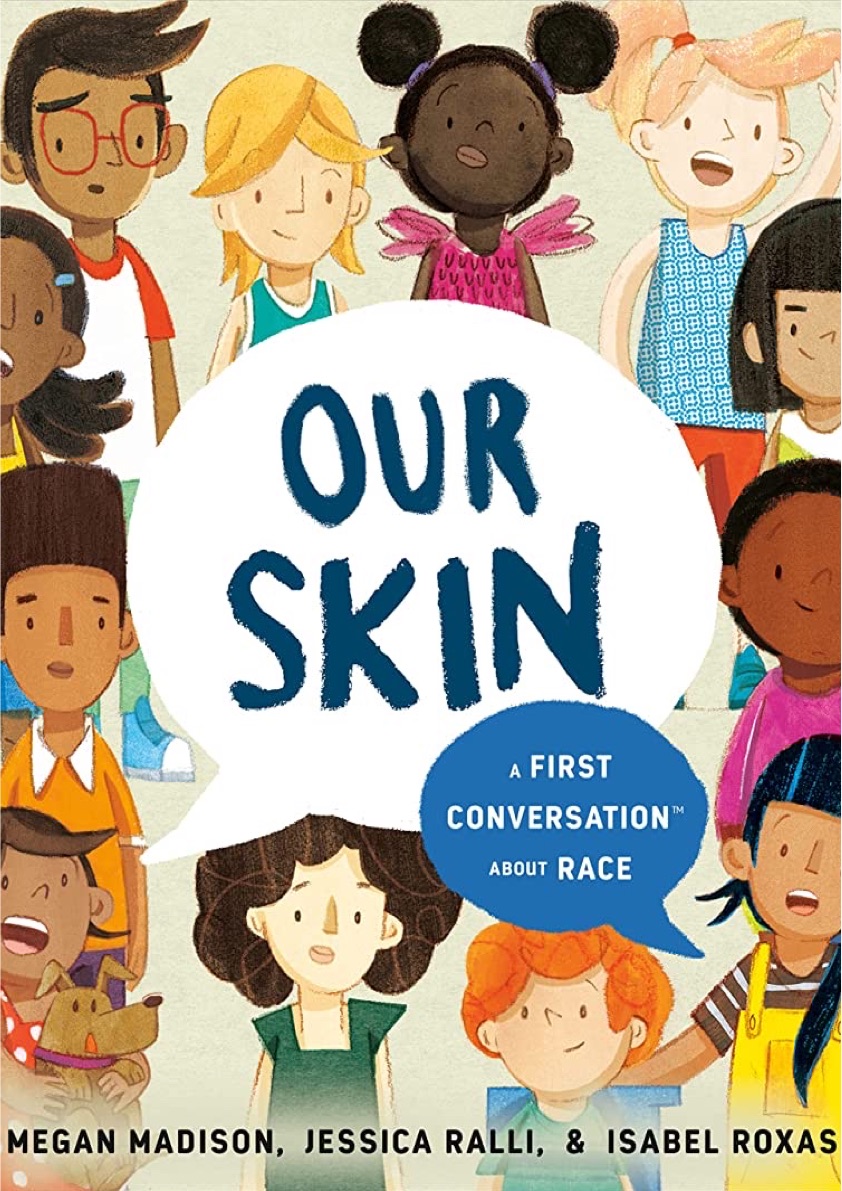 OUR
SKIN
A FIRST
CONVERSATION™
ABOUT RACE
MEGAN MADISON, JESSICA RALLI, & ISABEL ROXAS